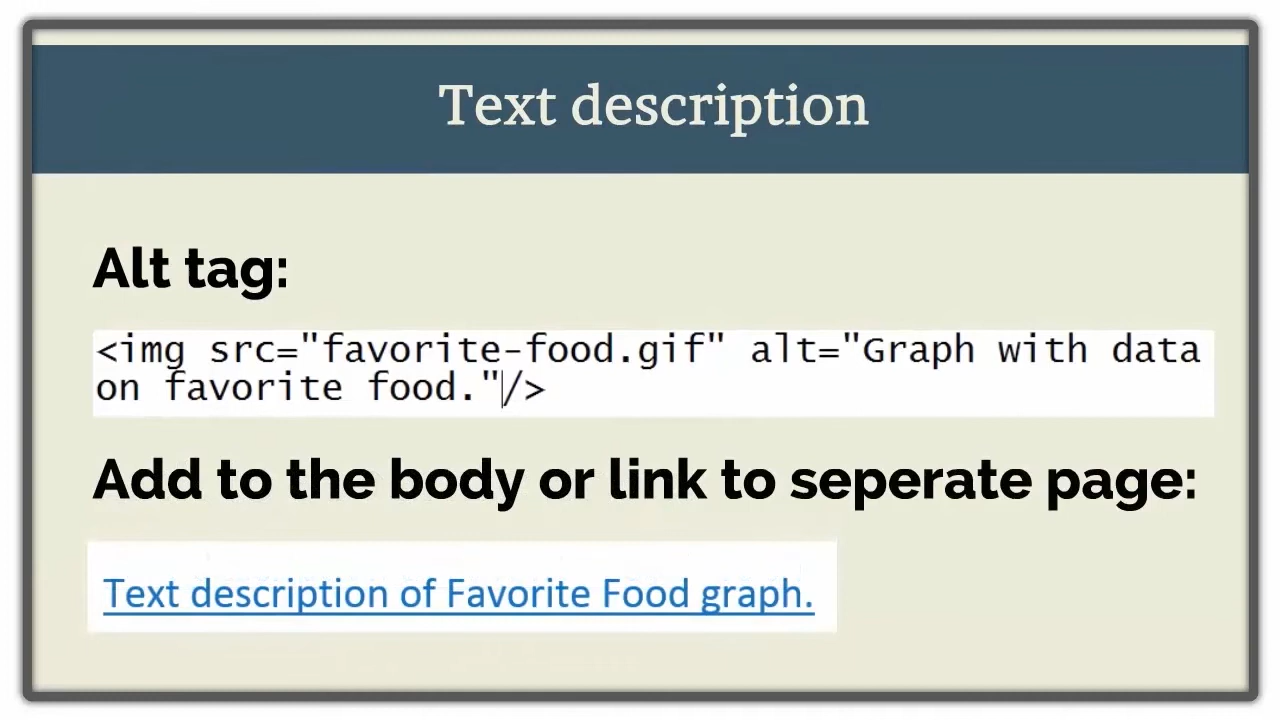 Text description
Alt tag:
<img src="favorite-food.gif" alt="Graph with data
on favorite food."/>
Add to the body or link to seperate page:
Text description of Favorite Food graph.